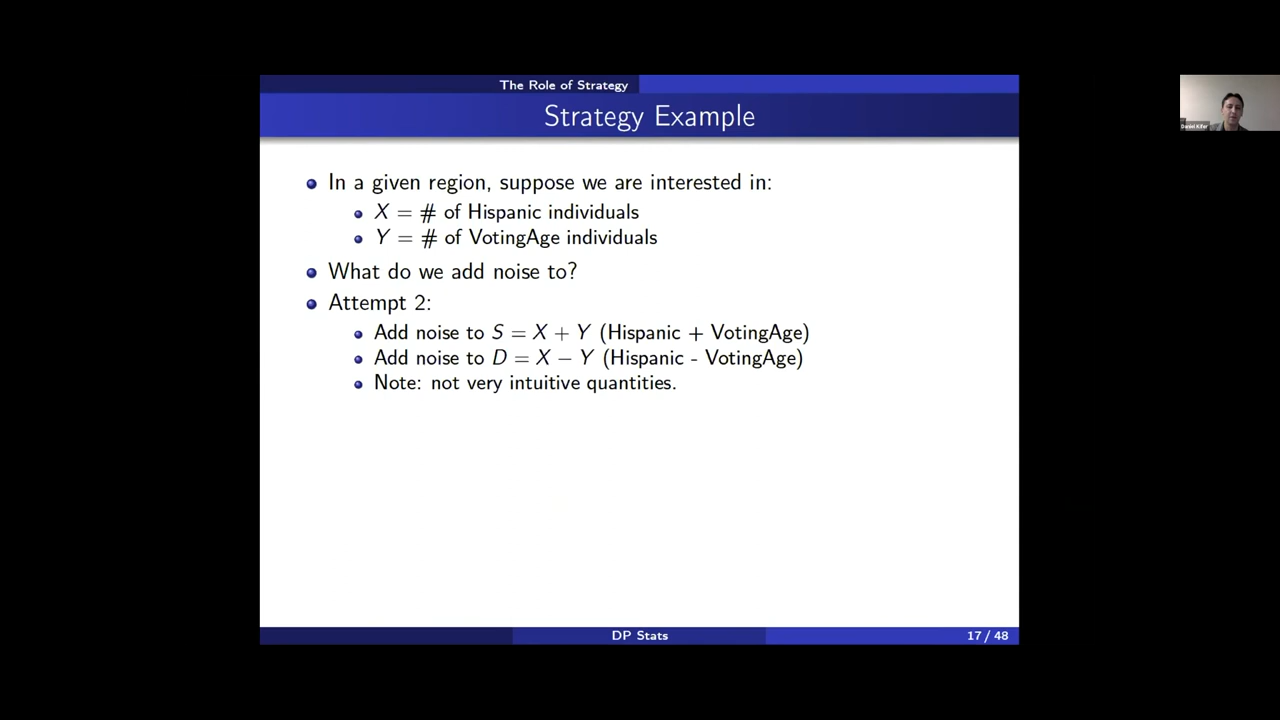 The Role of Strategy
Strategy Example
In a given region, suppose we are interested in:
X = # of Hispanic individuals
Y = # of VotingAge individuals
What do we add noise to?
Attempt 2:
Add noise to S = X + Y (Hispanic + VotingAge)
Add noise to D = X − Y (Hispanic - VotingAge)
Note: not very intuitive quantities.
DP Stats
17 / 48
Daniel Kifer